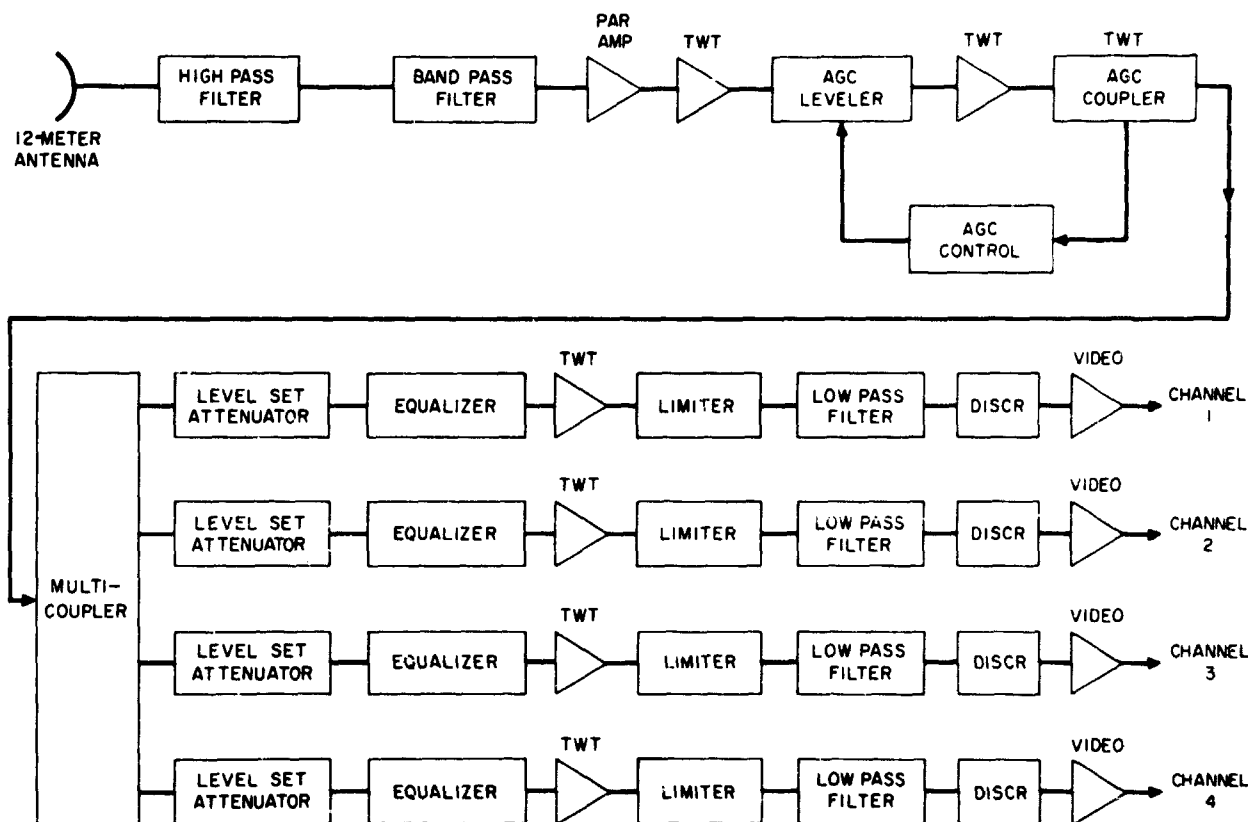 PAR
AMP
TWT
TWT
TWT
HIGH PASS
FILTER
BAND PASS
FILTER
AGC
LEVELER
AGC
COUPLER
12-METER
ANTENNA
AGC
CONTROL
MULTI-
COUPLER
TWT
VIDEO
LEVEL SET
ATTENUATOR
EQUALIZER
LIMITER
LOW PASS
FILTER
DISCR
CHANNEL
1
TWT
VIDEO
LEVEL SET
ATTENUATOR
EQUALIZER
LIMITER
LOW PASS
FILTER
DISCR
CHANNEL
2
TWT
VIDEO
LEVEL SET
ATTENUATOR
EQUALIZER
LIMITER
LOW PASS
FILTER
DISCR
CHANNEL
3
TWT
VIDEO
LEVEL SET
ATTENUATOR
EQUALIZER
LIMITER
LOW PASS
FILTER
DISCR
CHANNEL
4